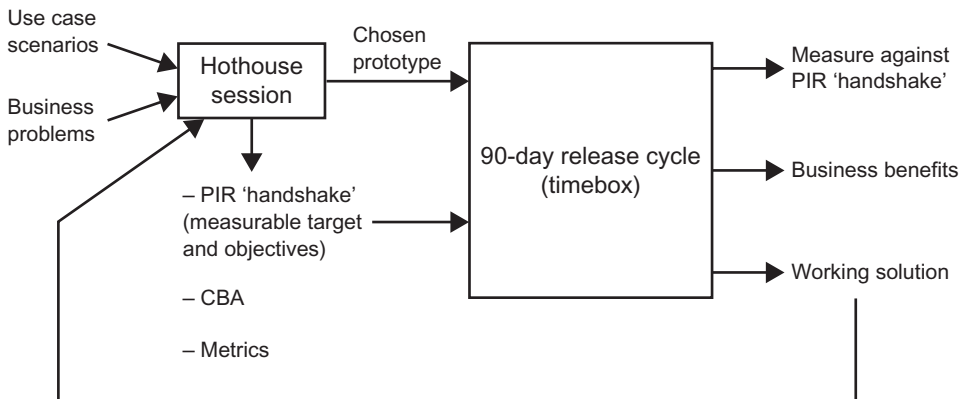 Use case
scenarios
Business
problems
Hothouse
session
Chosen
prototype
– PIR ‘handshake’
(measurable target
and objectives)
– CBA
– Metrics
90-day release cycle
(timebox)
Measure against
PIR ‘handshake’
Business benefits
Working solution